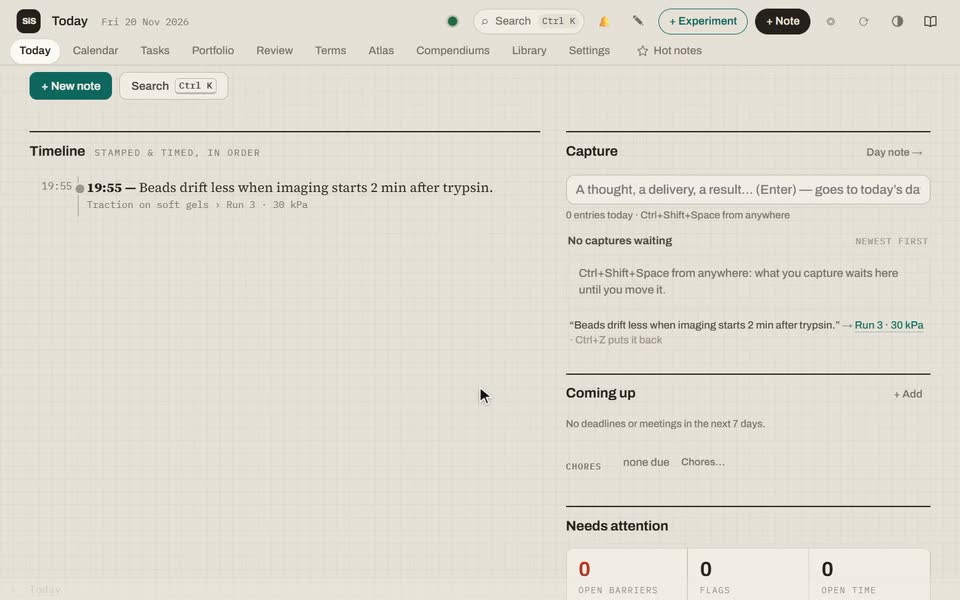 SiS Today Fri 20 Nov 2026 Search Ctrl K + Experiment + Note
Today Calendar Tasks Portfolio Review Terms Atlas Compendiums Library Settings Hot notes
+ New note Search Ctrl K
Timeline STAMPED & TIMED, IN ORDER
19:55 19:55 — Beads drift less when imaging starts 2 min after trypsin.
Traction on soft gels › Run 3 · 30 kPa
Capture Day note →
A thought, a delivery, a result… (Enter) — goes to today's da
0 entries today · Ctrl+Shift+Space from anywhere
No captures waiting NEWEST FIRST
Ctrl+Shift+Space from anywhere: what you capture waits here
until you move it.
“Beads drift less when imaging starts 2 min after trypsin.” → Run 3 · 30 kPa
· Ctrl+Z puts it back
Coming up + Add
No deadlines or meetings in the next 7 days.
CHORES none due Chores…
Needs attention
0 0 0
OPEN BARRIERS FLAGS OPEN TIME
Today